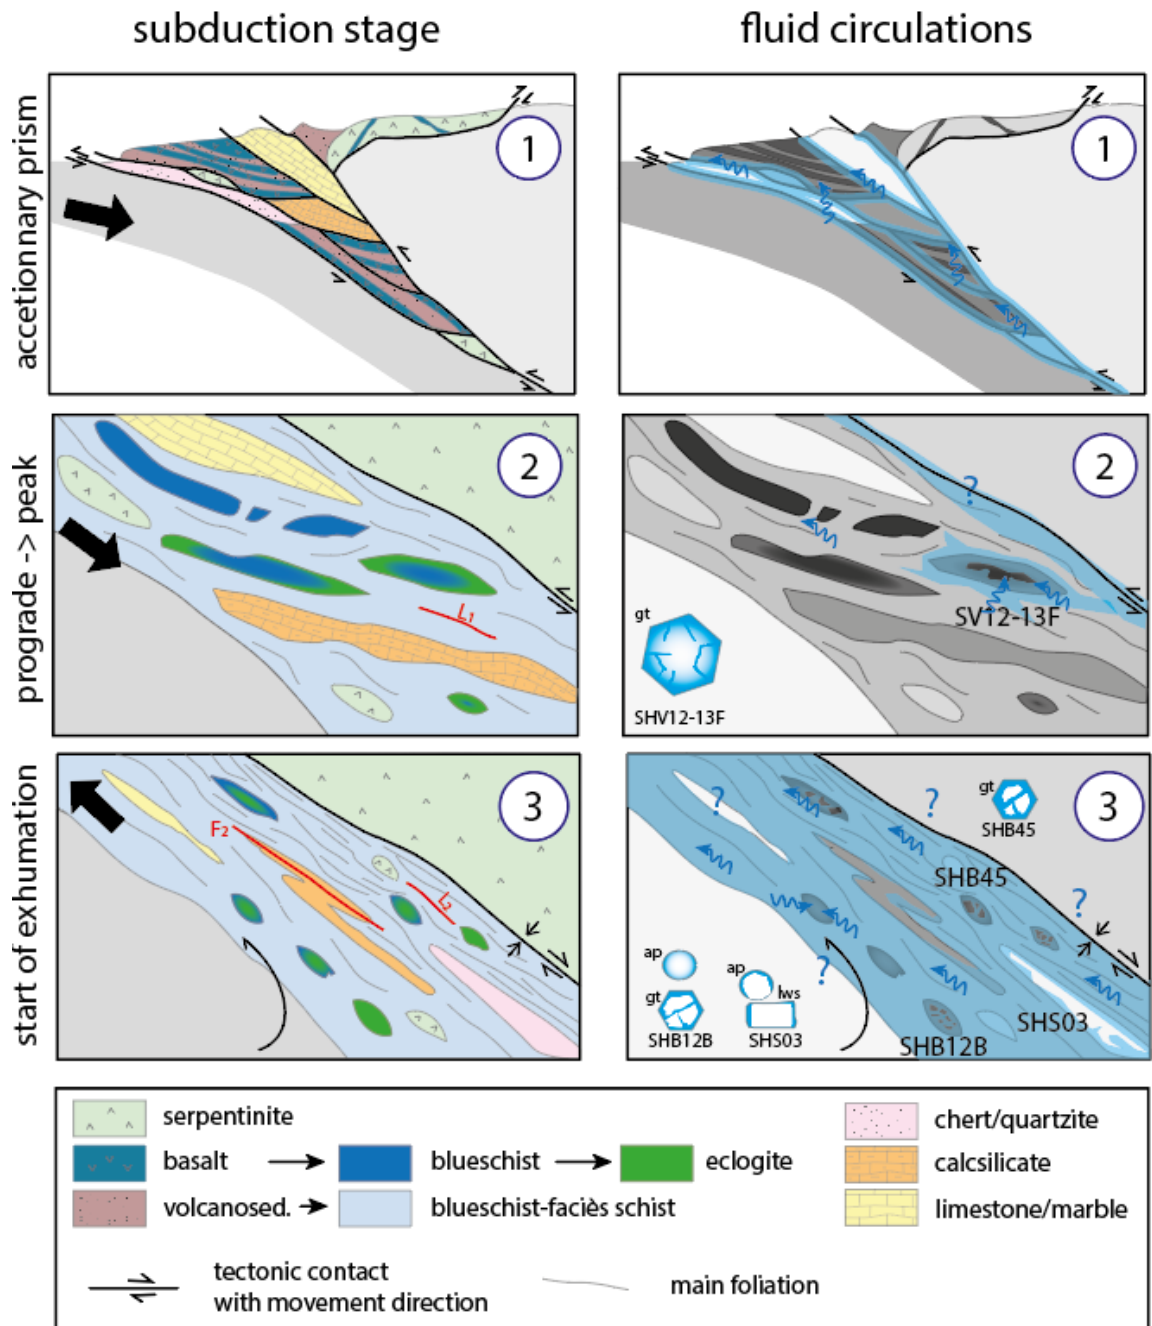 subduction stage
fluid circulations
accetionnary prism
1
1
prograde -> peak
2
L1
2
?
SV12-13F
gt
SHV12-13F
start of exhumation
3
F2
L2
3
?
?
gt
SHB45
SHB45
?
ap
gt
SHB12B
ap
lws
SHS03
?
SHS03
SHB12B
serpentinite
basalt
blueschist
eclogite
volcanosed.
blueschist-faciès schist
chert/quartzite
calcsilicate
limestone/marble
tectonic contact
with movement direction
main foliation